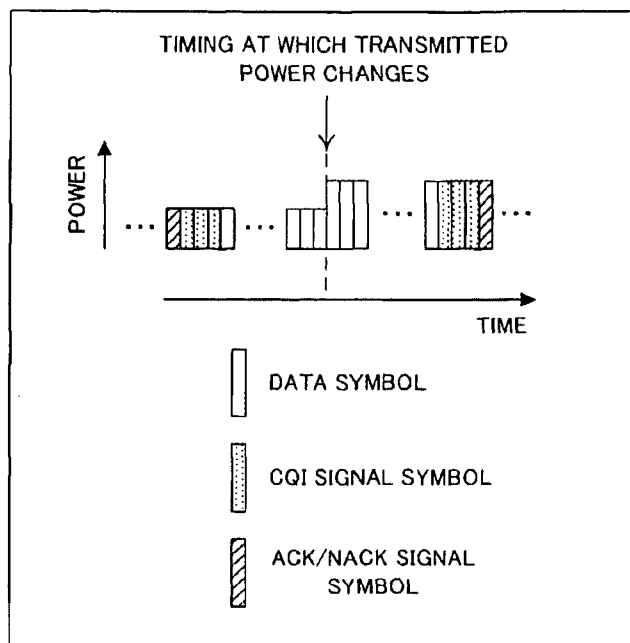 TIMING AT WHICH TRANSMITTED
POWER CHANGES
POWER
... ... ... ...
TIME
DATA SYMBOL
CQI SIGNAL SYMBOL
ACK/NACK SIGNAL
SYMBOL